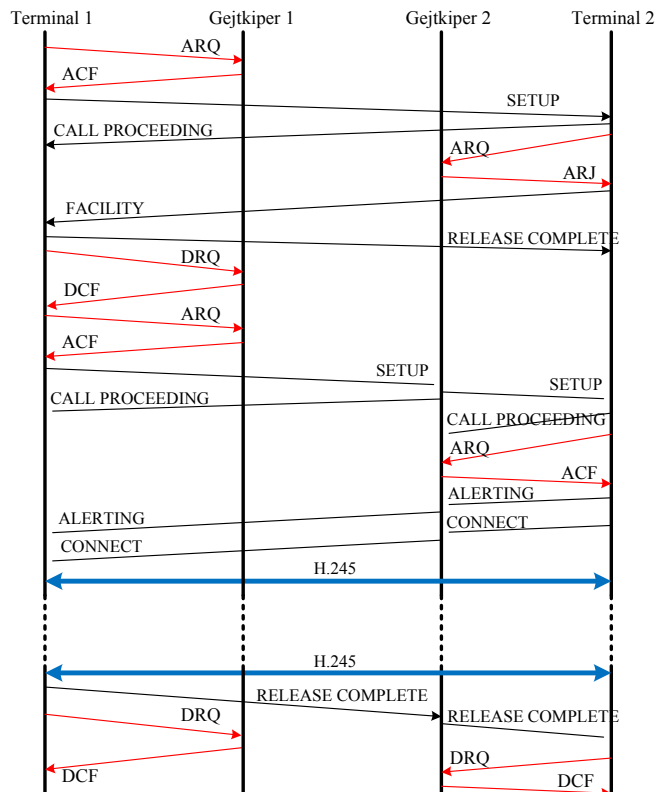 Terminal 1 Gejtkiper 1 Gejtkiper 2 Terminal 2
ARQ
ACF
SETUP
CALL PROCEEDING
ARQ
ARJ
FACILITY
RELEASE COMPLETE
DRQ
DCF
ARQ
ACF
SETUP
SETUP
CALL PROCEEDING
CALL PROCEEDING
ARQ
ACF
ALERTING
ALERTING
CONNECT
CONNECT
H.245
H.245
RELEASE COMPLETE
DRQ
RELEASE COMPLETE
DRQ
DCF
DCF